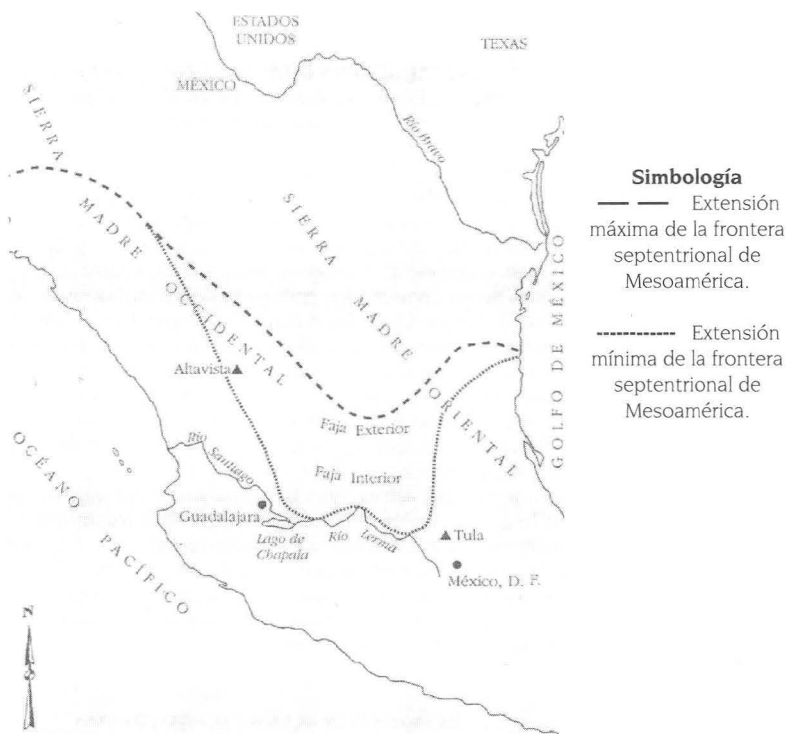 ESTADOS
UNIDOS
TEXAS
MÉXICO
Río Bravo
SIERRA
MADRE
OCCIDENTAL
SIERRA
MADRE
ORIENTAL
GOLFO DE MÉXICO
Altavista
Faja Exterior
Faja Interior
Río
Santiago
Guadalajara
Lago de
Chapala
Río
Lerma
Tula
México, D. F.
OCÉANO
PACÍFICO
N
Simbología
Extensión
máxima de la frontera
septentrional de
Mesoamérica.
Extensión
mínima de la frontera
septentrional de
Mesoamérica.